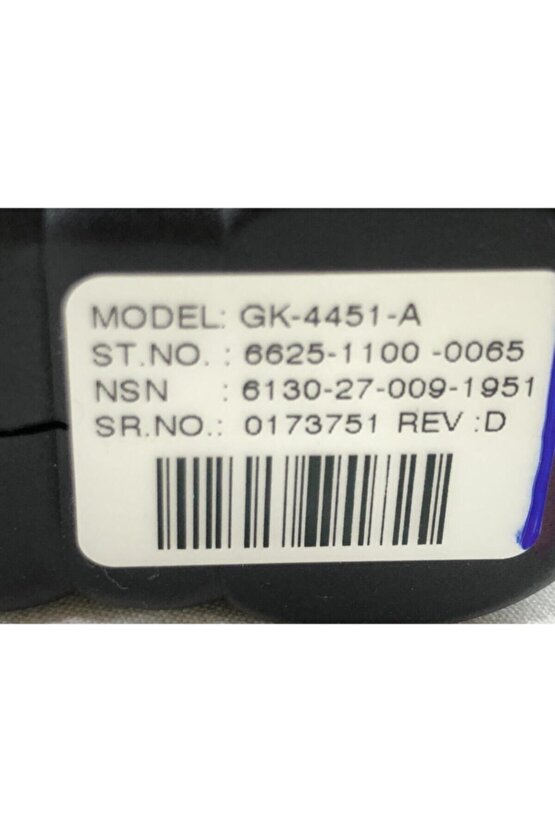 MODEL: GK-4451-A
ST.NO. : 6625-1100 -0065
NSN : 6130-27-009-1951
SR.NO.: 0173751 REV :D